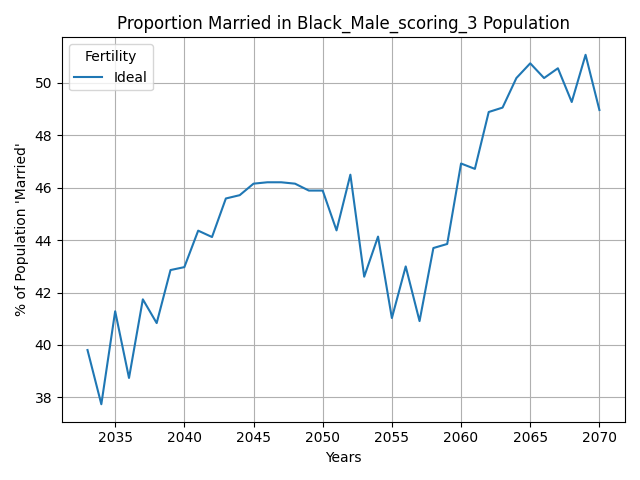 Proportion Married in Black_Male_scoring_3 Population
Fertility
Ideal
% of Population 'Married'
50
48
46
44
42
40
38
2035 2040 2045 2050 2055 2060 2065 2070
Years